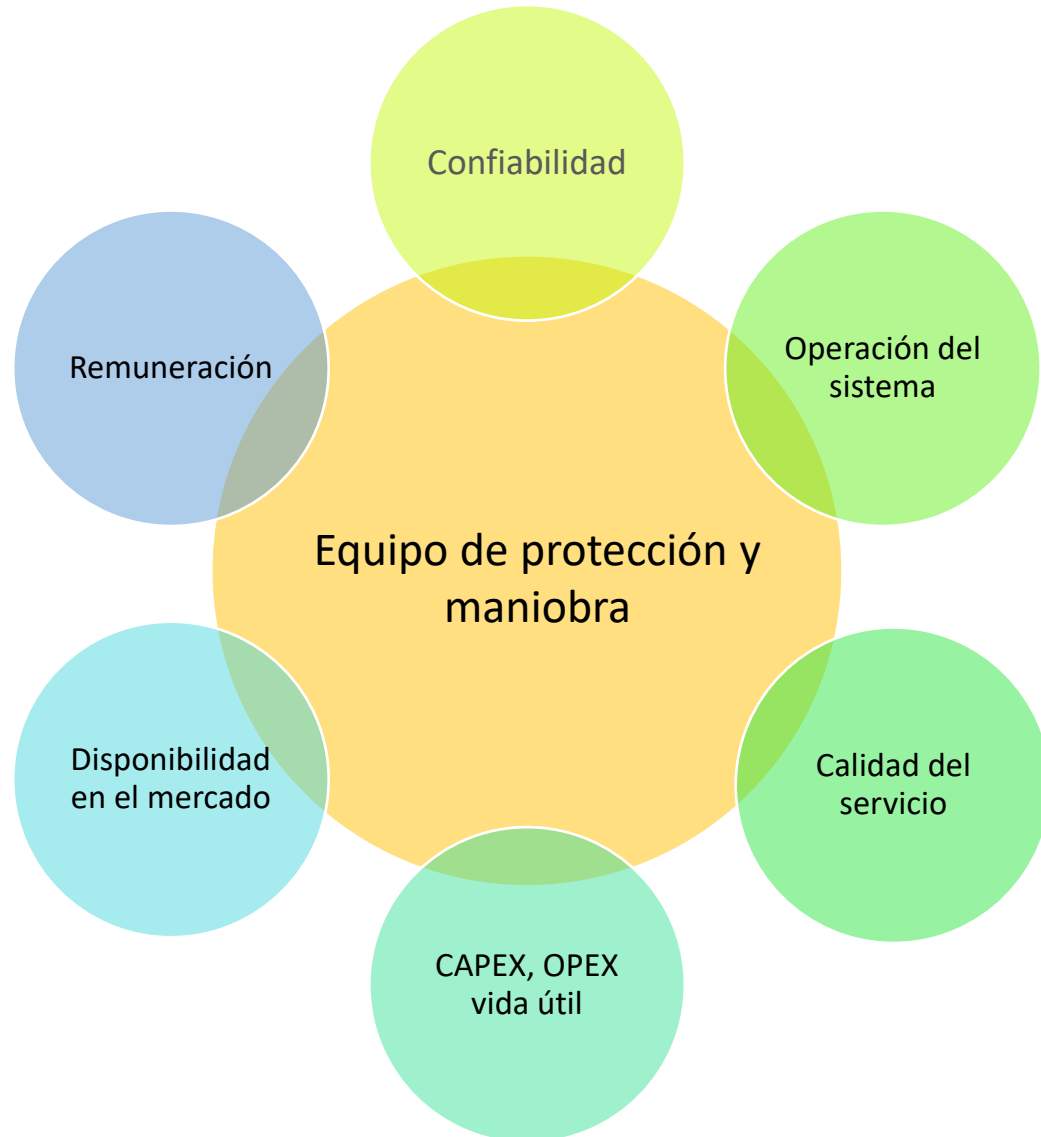 Confiabilidad
Operación del
sistema
Calidad del
servicio
CAPEX, OPEX
vida útil
Disponibilidad
en el mercado
Remuneración
Equipo de protección y
maniobra